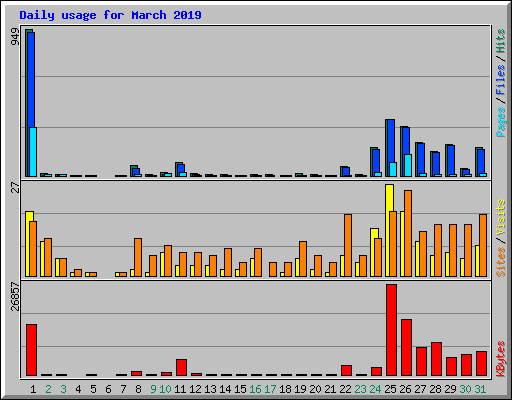 Daily usage for March 2019
949
Pages / Files / Hits
27
Sites / Visits
26857
KBytes
1 2 3 4 5 6 7 8 9 10 11 12 13 14 15 16 17 18 19 20 21 22 23 24 25 26 27 28 29 30 31